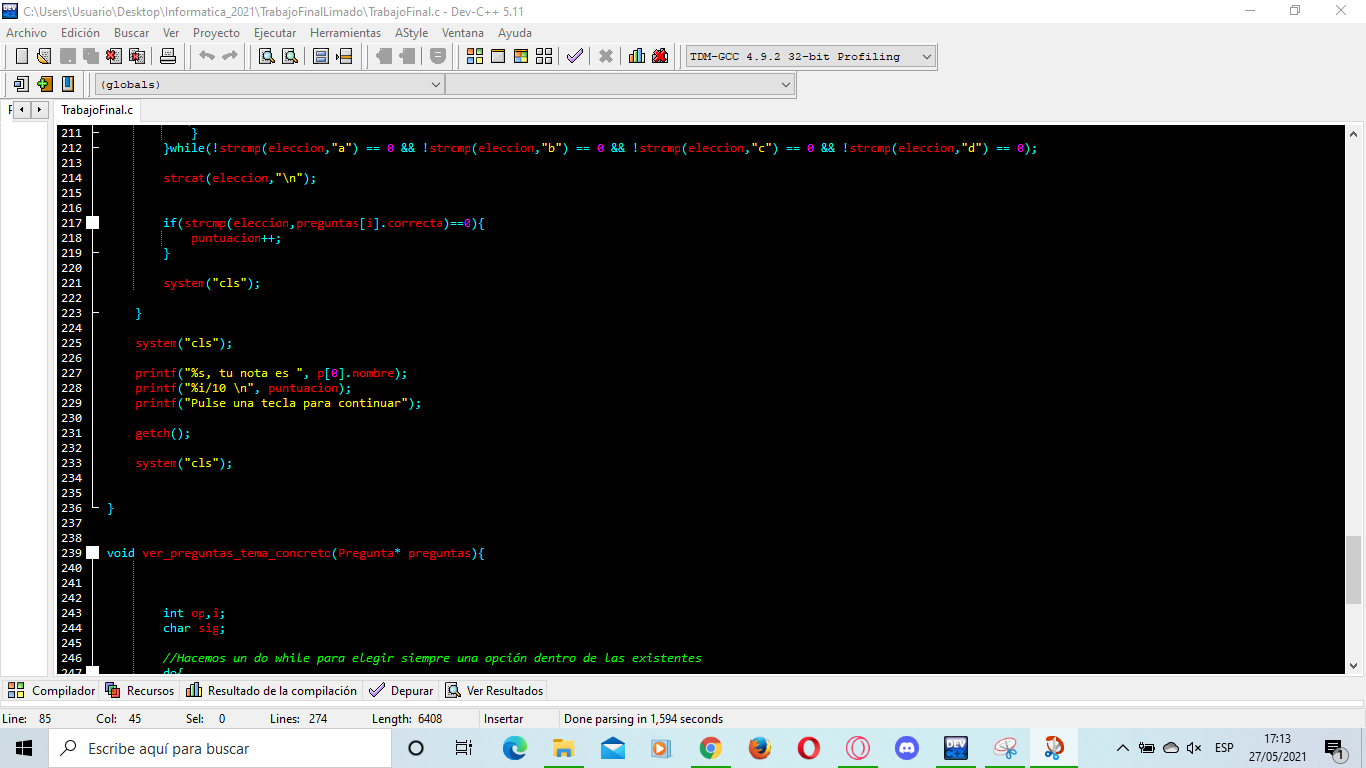 C:\Users\Usuario\Desktop\Informatica_2021\TrabajoFinalLimado\TrabajoFinal.c - Dev-C++ 5.11
Archivo Edición Buscar Ver Proyecto Ejecutar Herramientas AStyle Ventana Ayuda
TDM-GCC 4.9.2 32-bit Profiling
(globals)
TrabajoFinal.c
211 }
212 }while(!strcmp(eleccion,"a") == 0 && !strcmp(eleccion,"b") == 0 && !strcmp(eleccion,"c") == 0 && !strcmp(eleccion,"d") == 0);
213
214 strcat(eleccion,"\n");
215
216
217 if(strcmp(eleccion,preguntas[i].correcta)==0){
218 puntuacion++;
219 }
220
221 system("cls");
222
223 }
224
225 system("cls");
226
227 printf("%s, tu nota es ", p[0].nombre);
228 printf("%i/10 \n", puntuacion);
229 printf("Pulse una tecla para continuar");
230
231 getch();
232
233 system("cls");
234
235
236 }
237
238
239 void ver_preguntas_tema_concreto(Pregunta* preguntas){
240
241
242
243 int op,i;
244 char sig;
245
246 //Hacemos un do while para elegir siempre una opción dentro de las existentes
247 do{
Compilador Recursos Resultado de la compilación Depurar Ver Resultados
Line: 85 Col: 45 Sel: 0 Lines: 274 Length: 6408 Insertar Done parsing in 1,594 seconds
Escribe aquí para buscar
DEV
ESP
17:13
27/05/2021
1